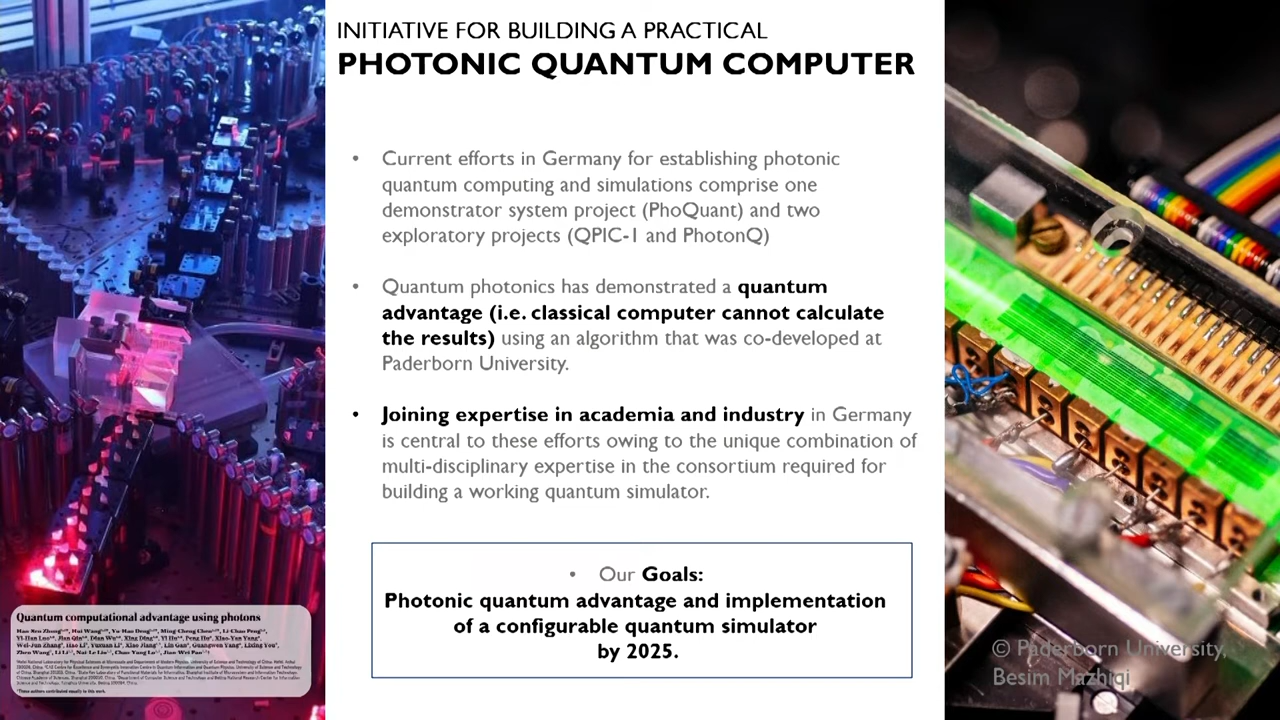 INITIATIVE FOR BUILDING A PRACTICAL
PHOTONIC QUANTUM COMPUTER
• Current efforts in Germany for establishing photonic
quantum computing and simulations comprise one
demonstrator system project (PhoQuant) and two
exploratory projects (QPIC-1 and PhotonQ)
• Quantum photonics has demonstrated a quantum
advantage (i.e. classical computer cannot calculate
the results) using an algorithm that was co-developed at
Paderborn University.
• Joining expertise in academia and industry in Germany
is central to these efforts owing to the unique combination of
multi-disciplinary expertise in the consortium required for
building a working quantum simulator.
• Our Goals:
Photonic quantum advantage and implementation
of a configurable quantum simulator
by 2025.
Quantum computational advantage using photons
© Paderborn University,
Besim Mazhiqi